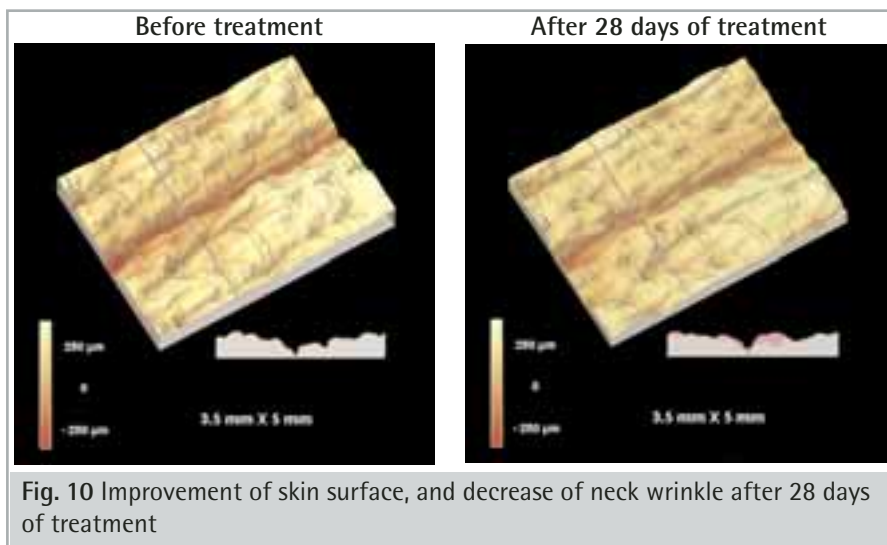 Before treatment
After 28 days of treatment
250 µm
0
- 250 µm
3.5 mm X 5 mm
250 µm
0
- 250 µm
3.5 mm X 5 mm
Fig. 10 Improvement of skin surface, and decrease of neck wrinkle after 28 days
of treatment